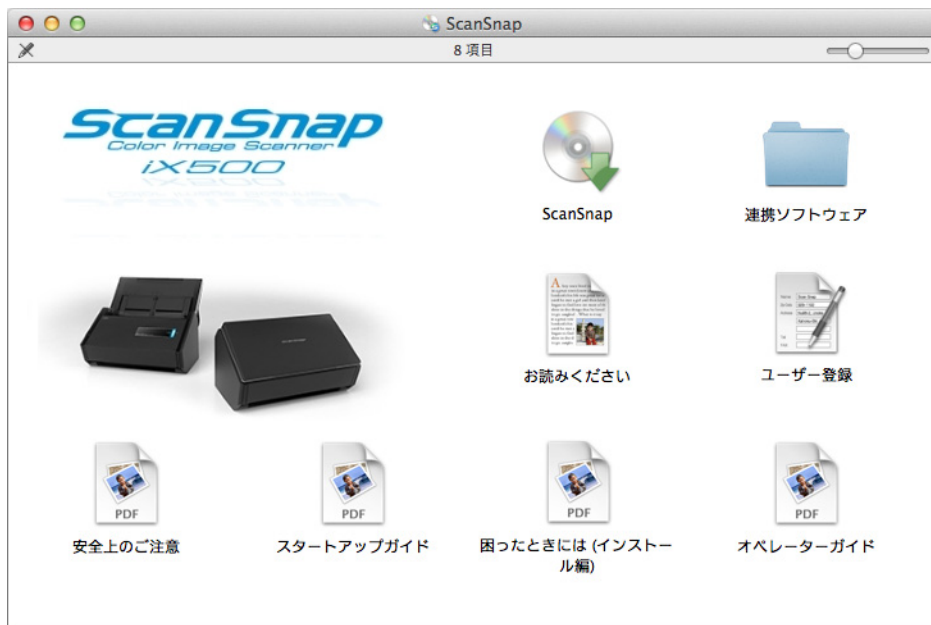 ScanSnap
8 項目
ScanSnap
Color Image Scanner
iX500
ScanSnap
連携ソフトウェア
お読みください
ユーザー登録
PDF
PDF
PDF
PDF
安全上のご注意
スタートアップガイド
困ったときには (インストー
ル編)
オペレーターガイド